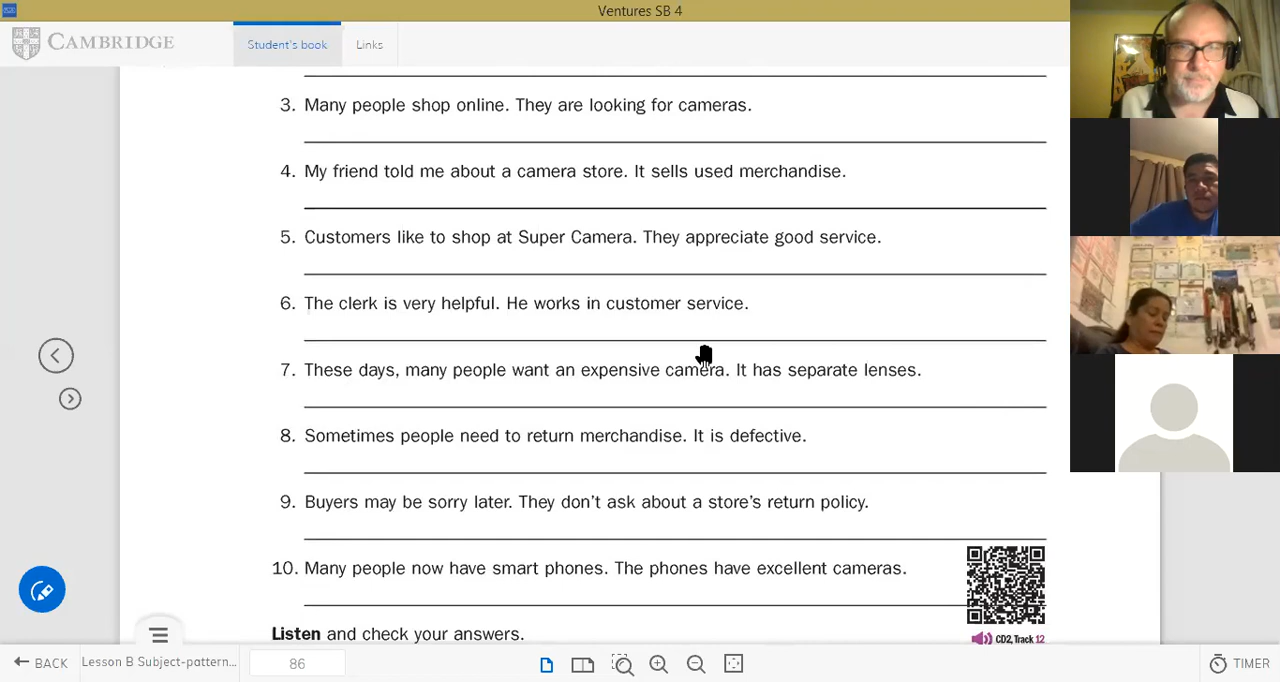 Ventures SB 4
CAMBRIDGE
Student's book
Links
3. Many people shop online. They are looking for cameras.
4. My friend told me about a camera store. It sells used merchandise.
5. Customers like to shop at Super Camera. They appreciate good service.
6. The clerk is very helpful. He works in customer service.
7. These days, many people want an expensive camera. It has separate lenses.
8. Sometimes people need to return merchandise. It is defective.
9. Buyers may be sorry later. They don't ask about a store's return policy.
10. Many people now have smart phones. The phones have excellent cameras.
Listen and check your answers.
CD2, Track 12
BACK
Lesson B Subject-pattern...
86
TIMER